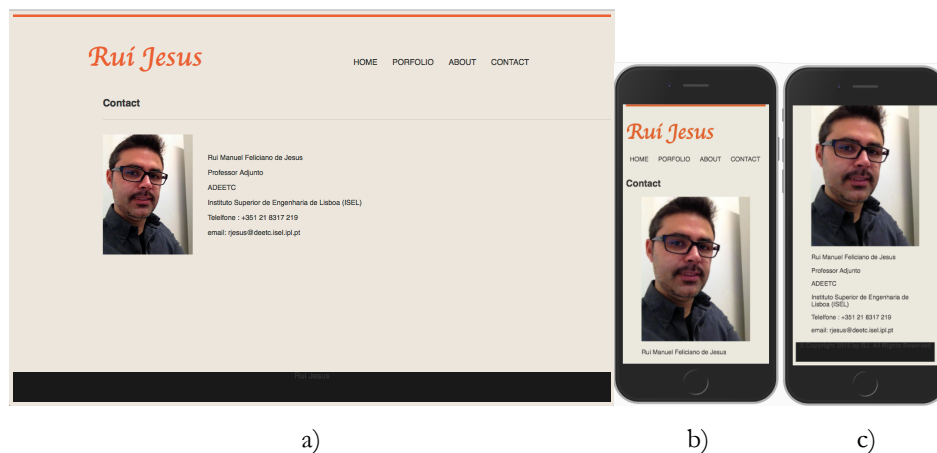 Rui Jesus
HOME PORFOLIO ABOUT CONTACT
Contact
Rui Manuel Feliciano de Jesus
Professor Adjunto
ADEETC
Instituto Superior de Engenharia de Lisboa (ISEL)
Telelfone : +351 21 8317 219
email: rjesus@deetc.isel.ipl.pt
Rui Jesus
a)
Rui Jesus
HOME PORFOLIO ABOUT CONTACT
Contact
Rui Manuel Feliciano de Jesus
b)
Rui Manuel Feliciano de Jesus
Professor Adjunto
ADEETC
Instituto Superior de Engenharia de
Lisboa (ISEL)
Telelfone : +351 21 8317 219
email: rjesus@deetc.isel.ipl.pt
All Rights Reserved
c)